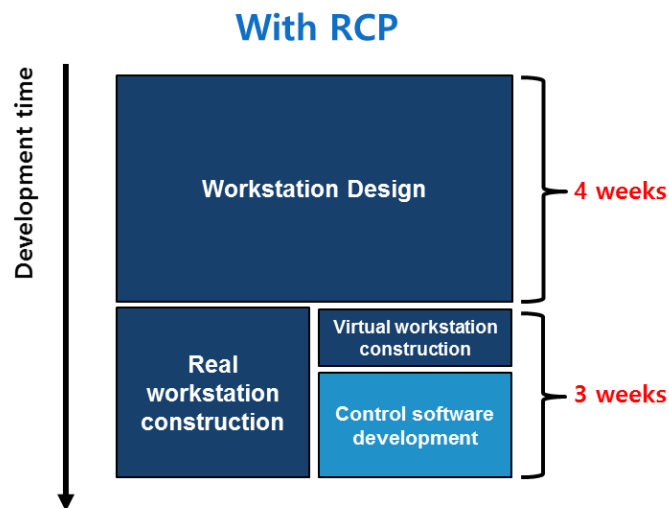 With RCP
Development time
Workstation Design
4 weeks
Real
workstation
construction
Virtual workstation
construction
Control software
development
3 weeks